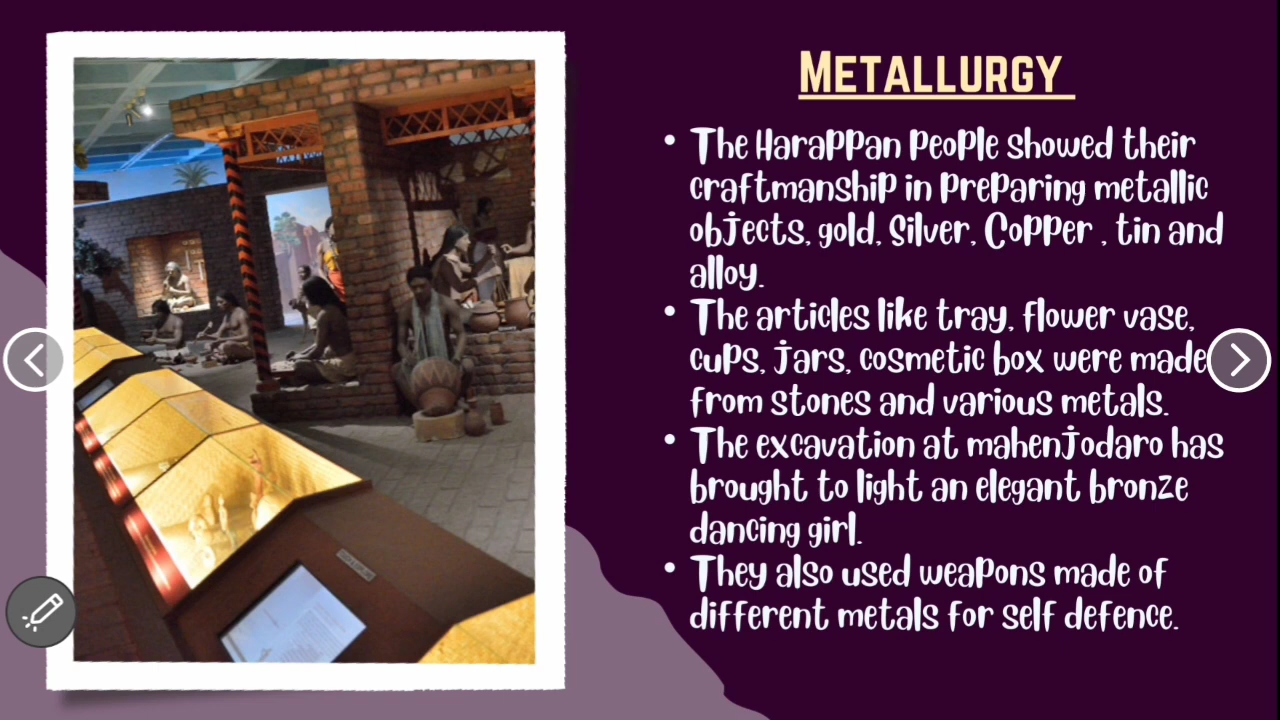 Metallurgy
• The Harappan people showed their
craftmanship in preparing metallic
objects, gold, Silver, Copper , tin and
alloy.
• The articles like tray, flower vase,
cups, jars, cosmetic box were made
from stones and various metals.
• The excavation at mahenjodaro has
brought to light an elegant bronze
dancing girl.
• They also used weapons made of
different metals for self defence.